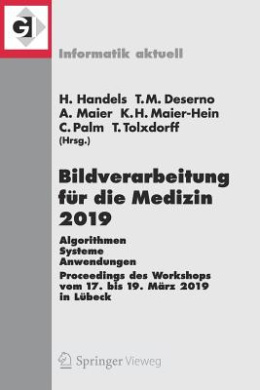 GI
Informatik aktuell
H. Handels T. M. Deserno
A. Maier K. H. Maier-Hein
C. Palm T. Tolxdorff
(Hrsg.)
Bildverarbeitung
für die Medizin
2019
Algorithmen
Systeme
Anwendungen
Proceedings des Workshops
vom 17. bis 19. März 2019
in Lübeck
Springer Vieweg